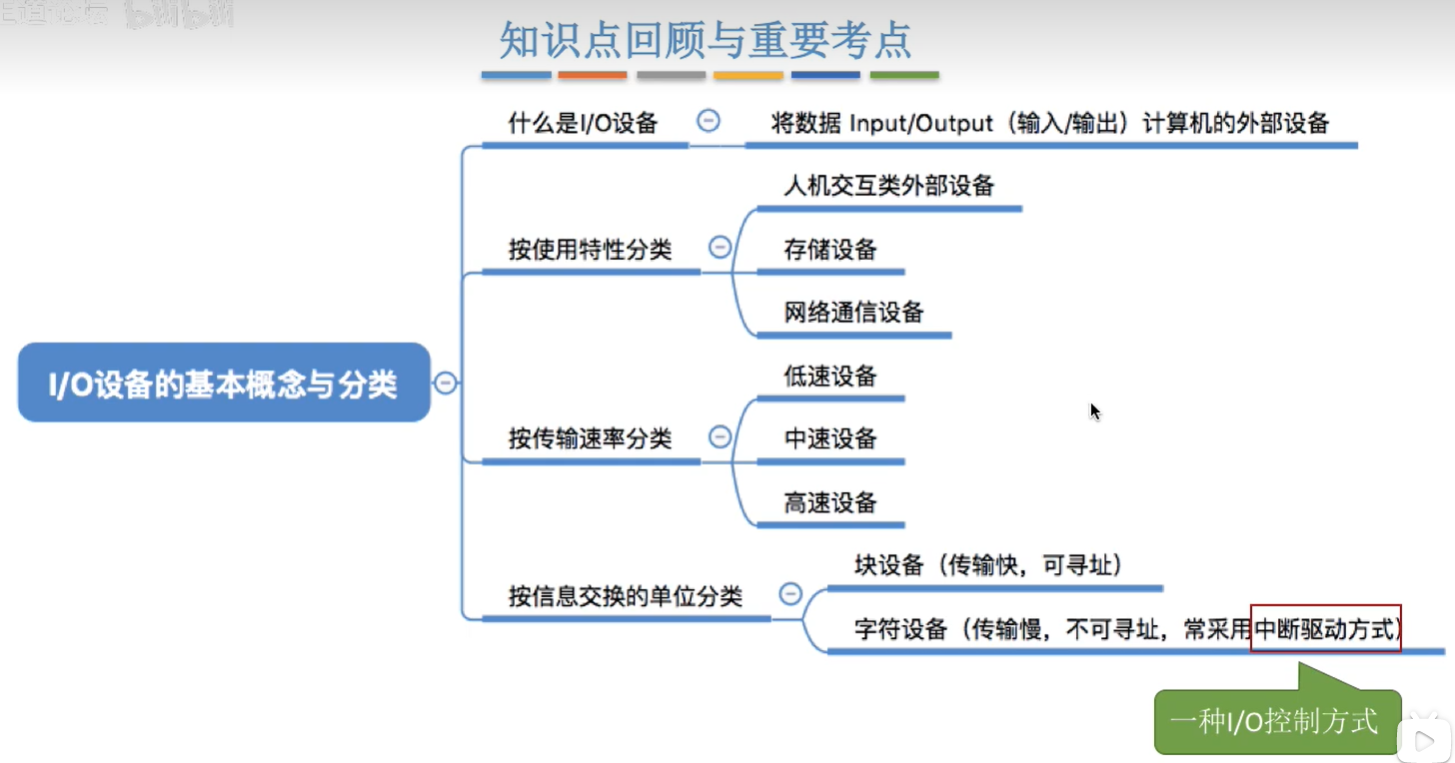 知识点回顾与重要考点
什么是I/O设备
将数据 Input/Output（输入/输出）计算机的外部设备
按使用特性分类
人机交互类外部设备
存储设备
网络通信设备
I/O设备的基本概念与分类
按传输速率分类
低速设备
中速设备
高速设备
按信息交换的单位分类
块设备（传输快，可寻址）
字符设备（传输慢，不可寻址，常采用中断驱动方式）
一种I/O控制方式